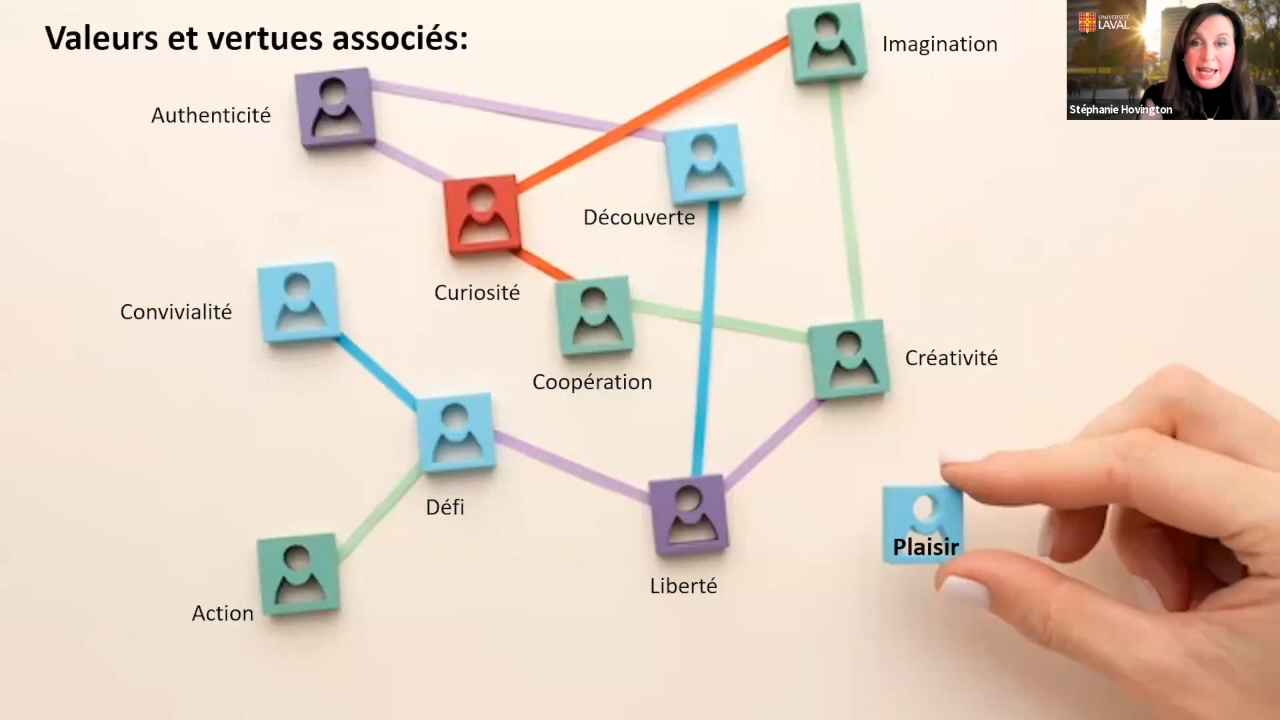 Valeurs et vertues associés:
UNIVERSITÉ
LAVAL
Stéphanie Hovington
Imagination
Authenticité
Découverte
Curiosité
Convivialité
Coopération
Créativité
Défi
Plaisir
Liberté
Action